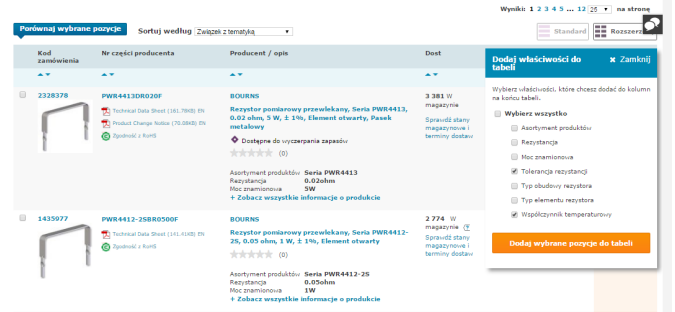 Wyniki: 1 2 3 4 5 ... 12 25 na stronę
Porównaj wybrane pozycje
Sortuj według Związek z tematyką
Standard
Rozszerz
Kod zamówienia
Nr części producenta
Producent / opis
Dost
2328378
PWR4413DR020F
Technical Data Sheet (161.78KB) EN
Product Change Notice (70.08KB) EN
Zgodność z RoHS
BOURNS
Rezystor pomiarowy przewlekany, Seria PWR4413,
0.02 ohm, 5 W, ± 1%, Element otwarty, Pasek
metalowy
Dostępne do wyczerpania zapasów
(0)
Asortyment produktów Seria PWR4413
Rezystancja 0.02ohm
Moc znamionowa 5W
+ Zobacz wszystkie informacje o produkcie
3 381 W
magazynie
Sprawdź stany
magazynowe i
terminy dostaw
1435977
PWR4412-2SBR0500F
Technical Data Sheet (141.41KB) EN
Zgodność z RoHS
BOURNS
Rezystor pomiarowy przewlekany, Seria PWR4412-
2S, 0.05 ohm, 1 W, ± 1%, Element otwarty
(0)
Asortyment produktów Seria PWR4412-2S
Rezystancja 0.05ohm
Moc znamionowa 1W
+ Zobacz wszystkie informacje o produkcie
2 774 W
magazynie
Sprawdź stany
magazynowe i
terminy dostaw
Dodaj właściwości do
tabeli
× Zamknij
Wybierz właściwości, które chcesz dodać do kolumn
na końcu tabeli.
Wybierz wszystko
Asortyment produktów
Rezystancja
Moc znamionowa
Tolerancja rezystancji
Typ obudowy rezystora
Typ elementu rezystora
Współczynnik temperaturowy
Dodaj wybrane pozycje do tabeli